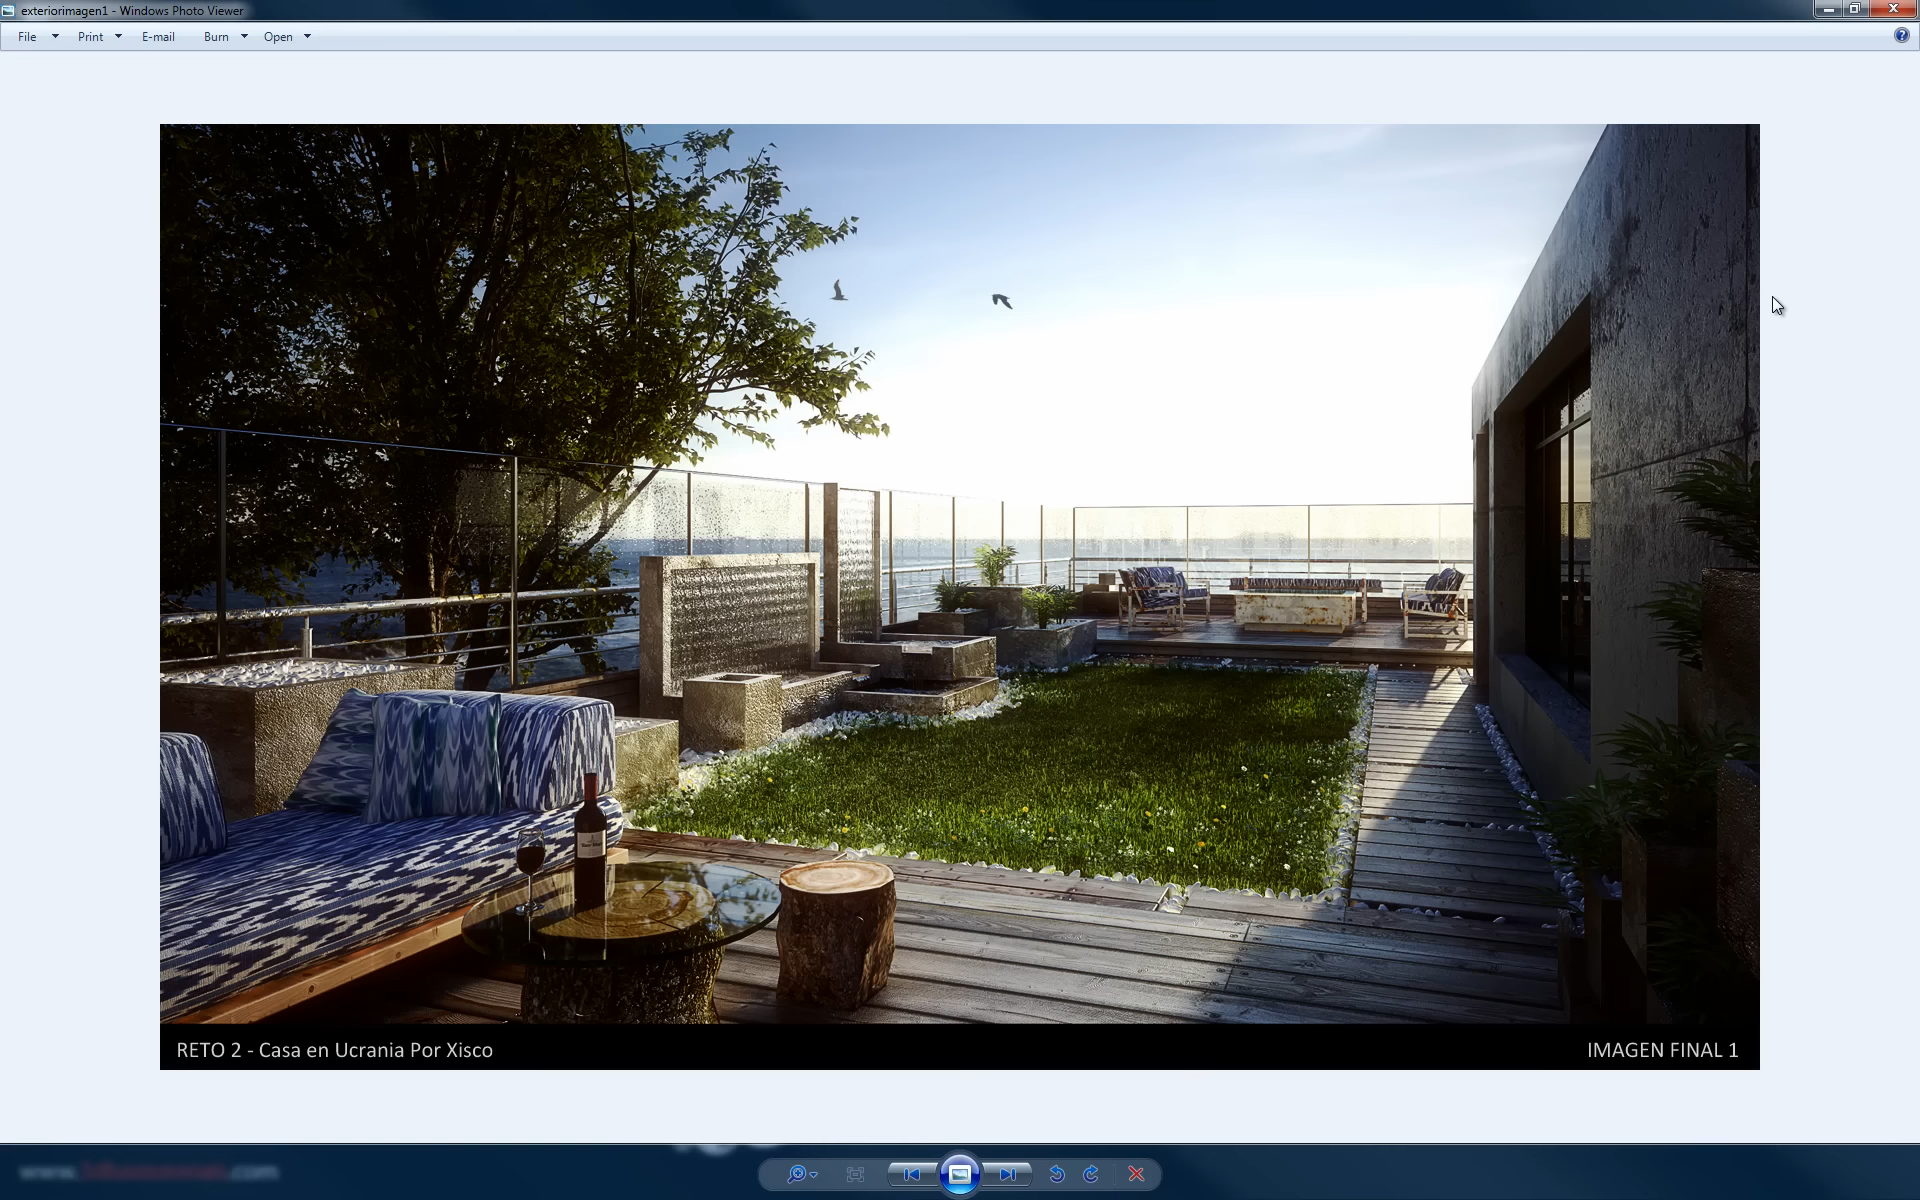 exteriorimagen1 - Windows Photo Viewer
File Print E-mail Burn Open
RETO 2 - Casa en Ucrania Por Xisco
IMAGEN FINAL 1